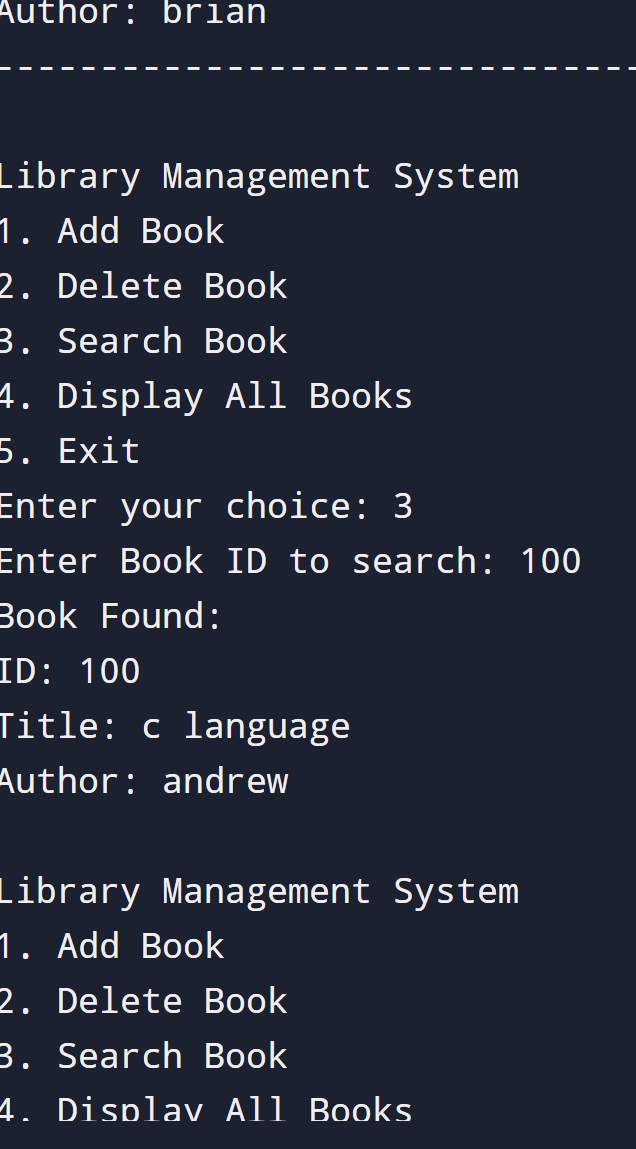 Author: brian
-------------------------------
Library Management System
1. Add Book
2. Delete Book
3. Search Book
4. Display All Books
5. Exit
Enter your choice: 3
Enter Book ID to search: 100
Book Found:
ID: 100
Title: c language
Author: andrew
Library Management System
1. Add Book
2. Delete Book
3. Search Book
4. Display All Books